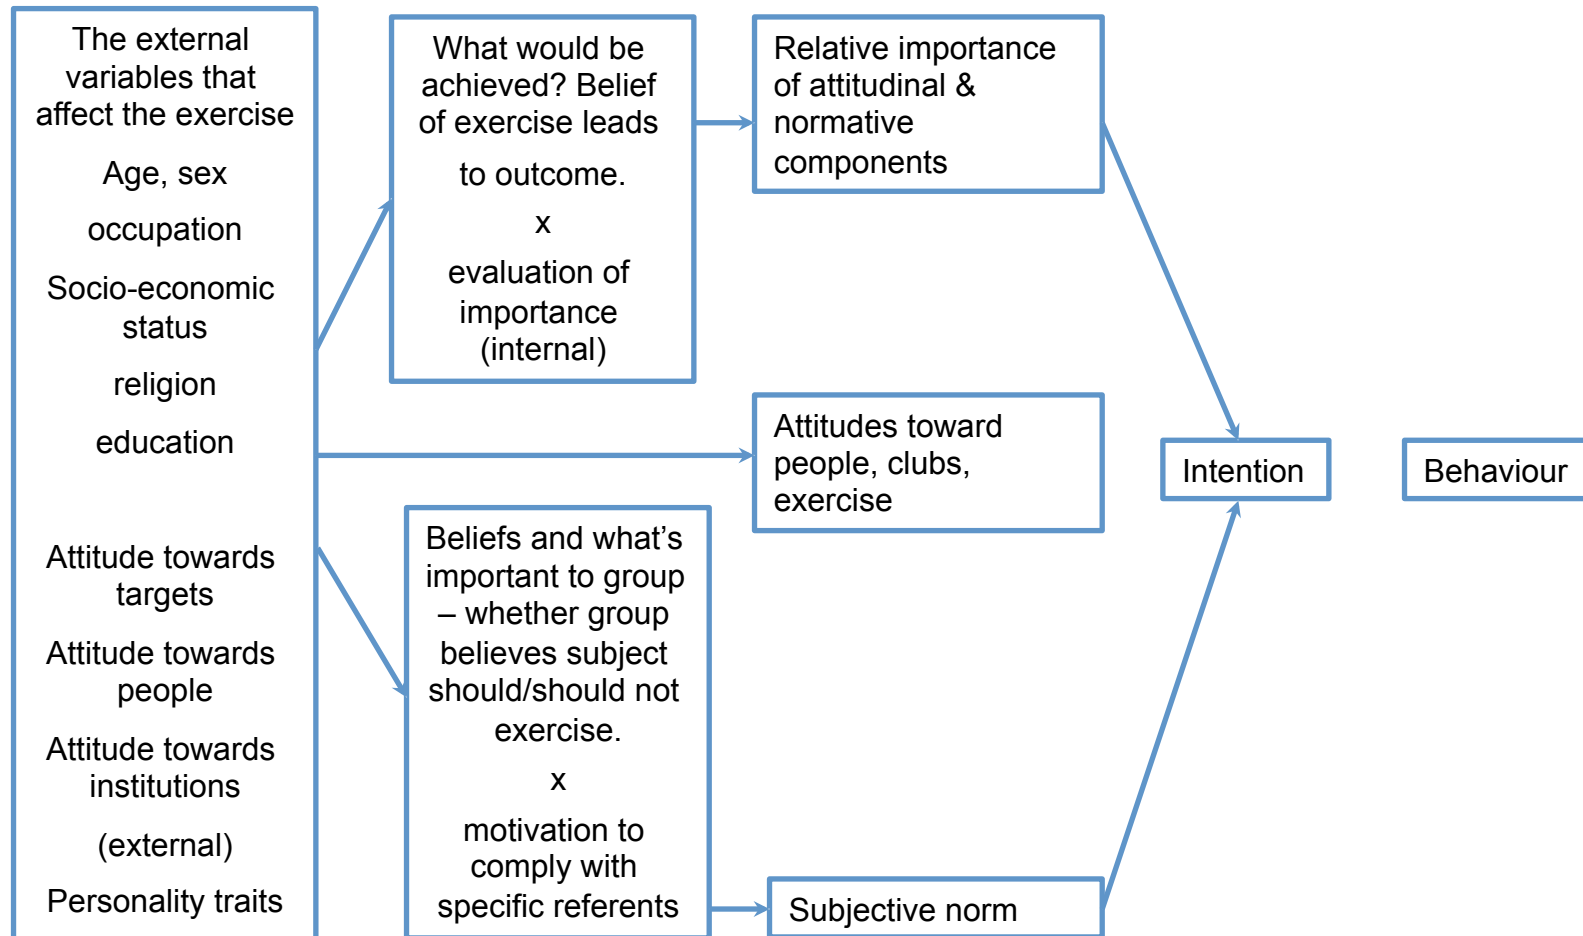 The external
variables that
affect the exercise
Age, sex
occupation
Socio-economic
status
religion
education
Attitude towards
targets
Attitude towards
people
Attitude towards
institutions
(external)
Personality traits
What would be
achieved? Belief
of exercise leads
to outcome.
x
evaluation of
importance
(internal)
Beliefs and what’s
important to group
– whether group
believes subject
should/should not
exercise.
x
motivation to
comply with
specific referents
Relative importance
of attitudinal &
normative
components
Attitudes toward
people, clubs,
exercise
Subjective norm
Intention
Behaviour